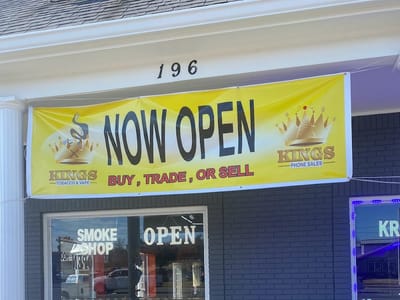 196
NOW OPEN
BUY, TRADE, OR SELL
KINGS
TOBACCO & VAPE
KINGS
PHONE SALES
SMOKE
SHOP
OPEN
KR